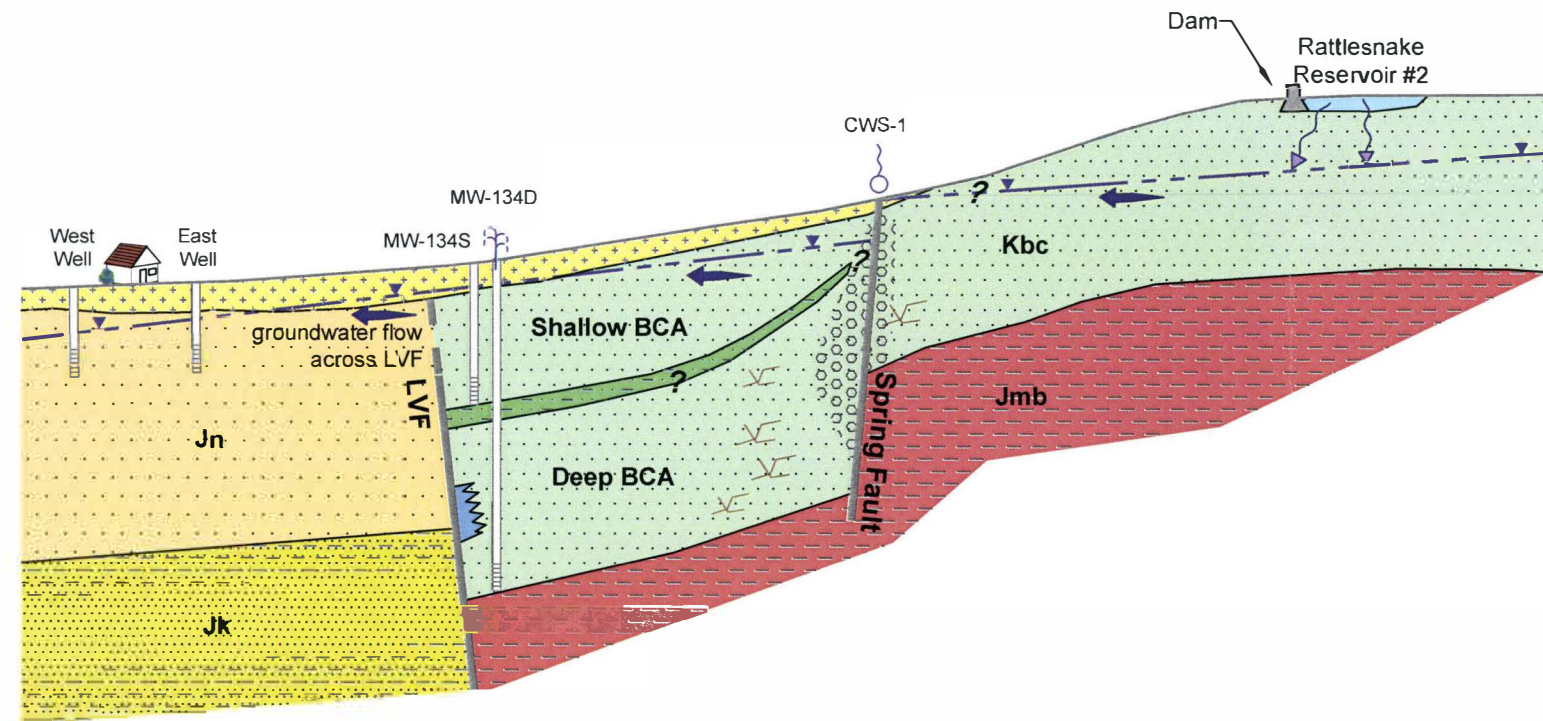 Dam
Rattlesnake
Reservoir #2
CWS-1
MW-134D
MW-134S
West
Well
East
Well
?
Kbc
?
Shallow BCA
groundwater flow
across LVF
LVF
?
Spring Fault
Jmb
Jn
Deep BCA
Jk